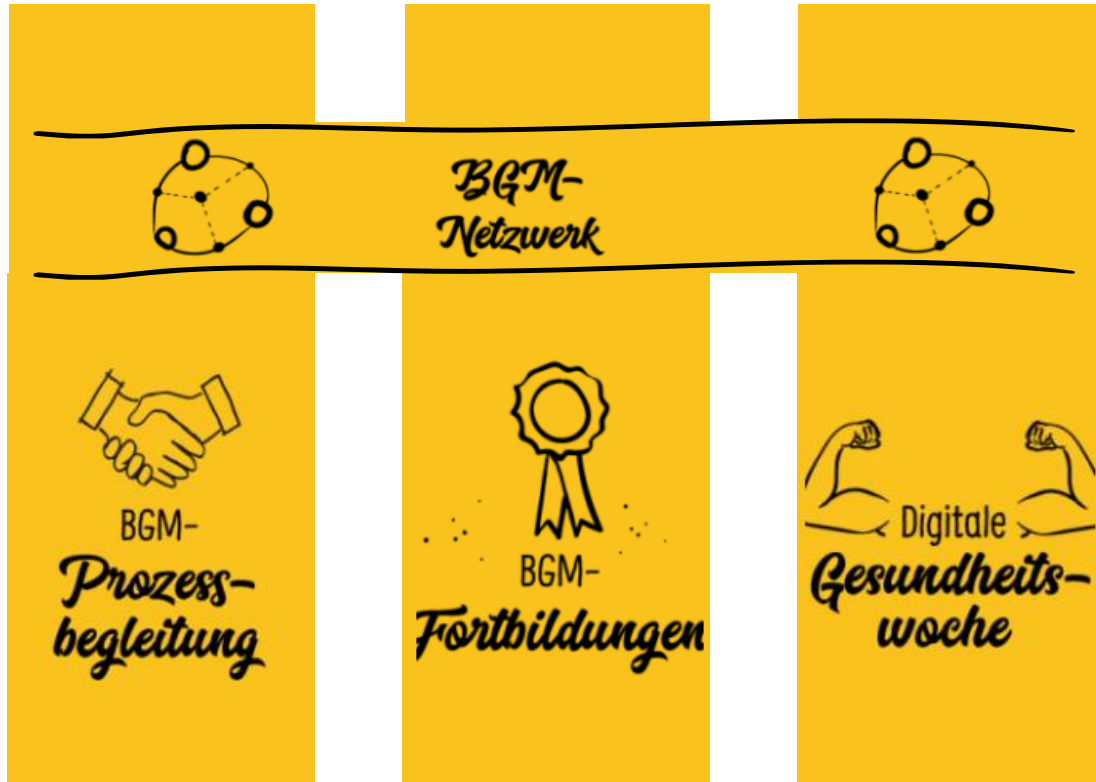 BGM-
Netzwerk
BGM-
Prozess-
begleitung
BGM-
Fortbildungen
Digitale
Gesundheits-
woche